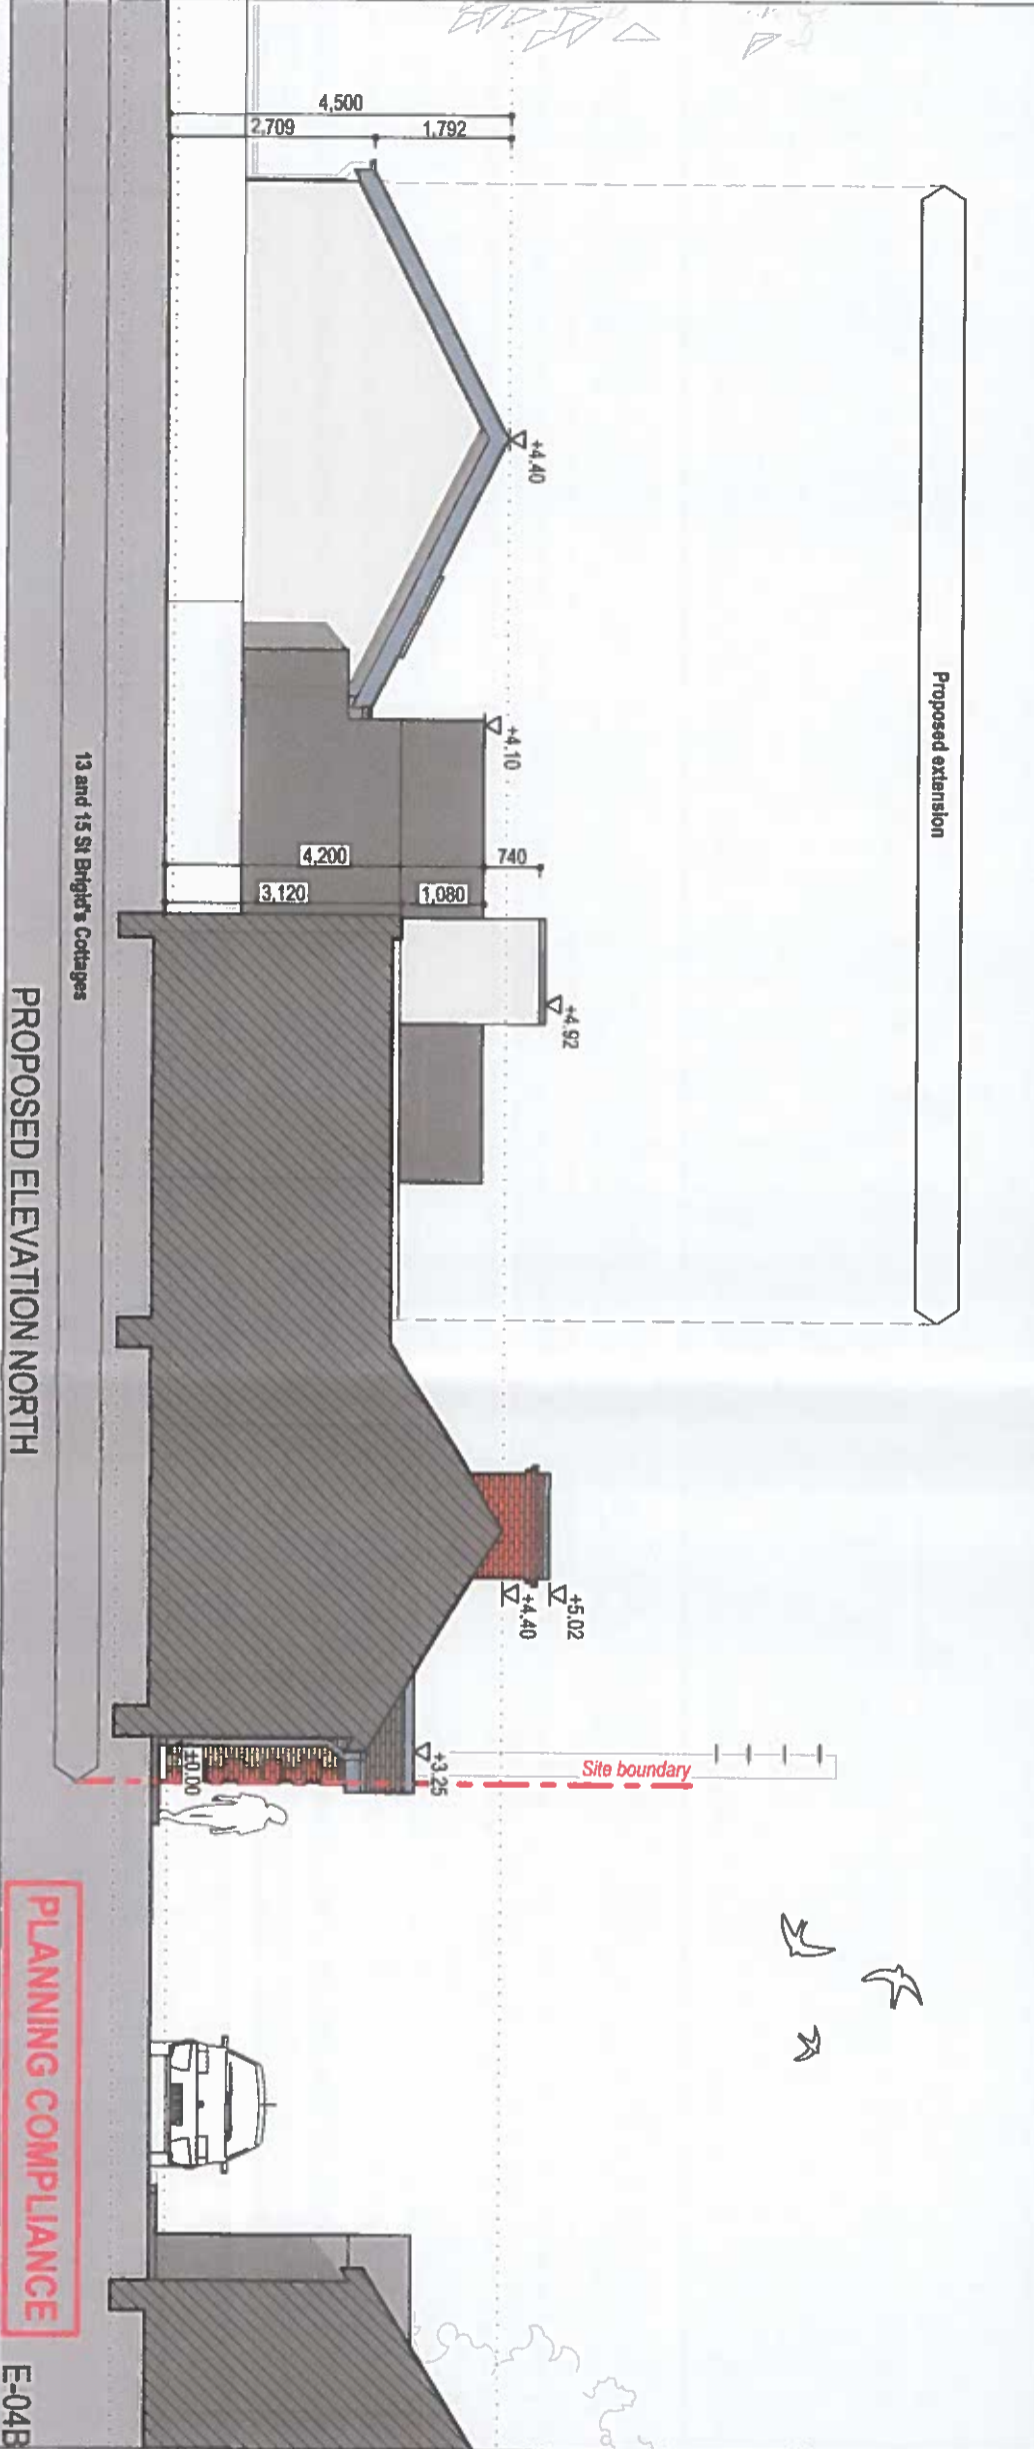 Proposed extension
4,500
2,709
1,792
+4.40
+4.10
4,200
740
3,120
1,080
+4.92
+5.02
+4.40
+3.25
Site boundary
±0.00
13 and 15 St Brigid's Cottages
PROPOSED ELEVATION NORTH
PLANNING COMPLIANCE
E-04B